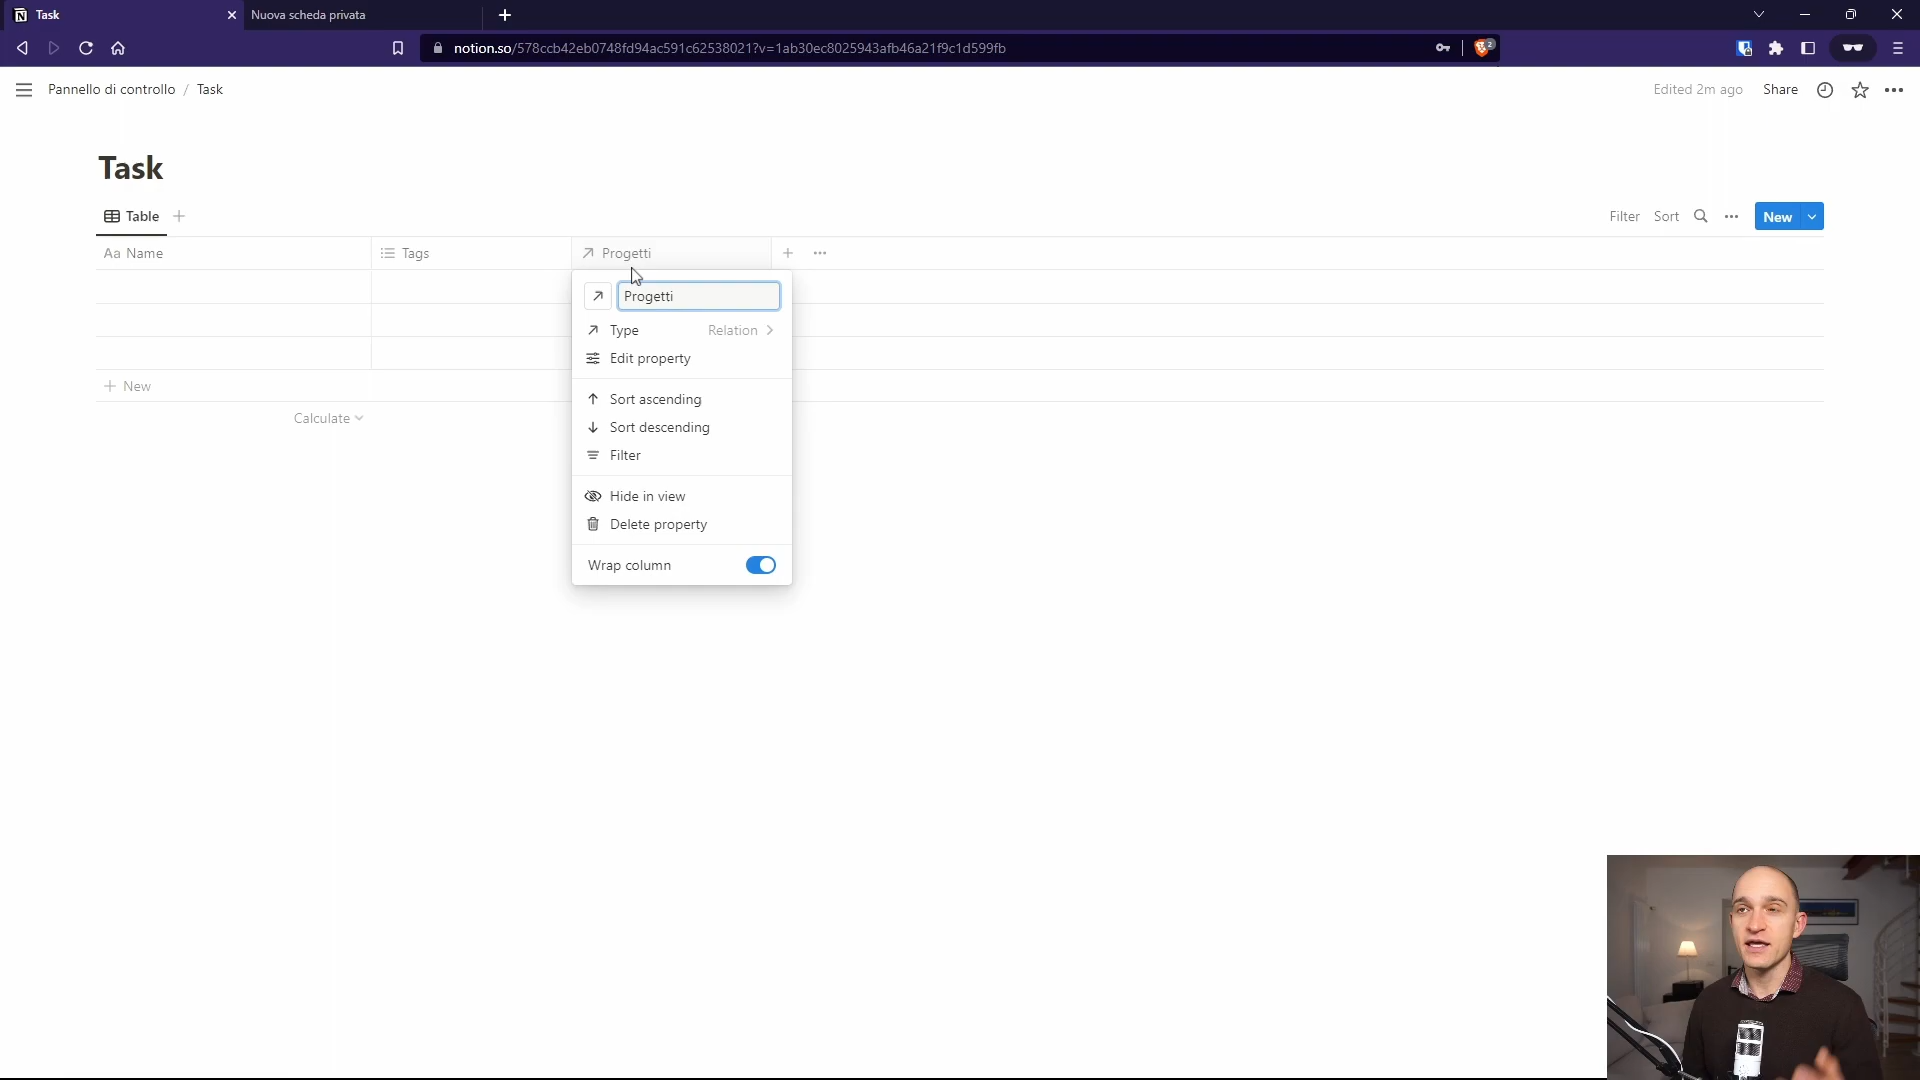 Task
Nuova scheda privata
notion.so/578ccb42eb0748fd94ac591c62538021?v=1ab30ec8025943afb46a21f9c1d599fb
2
Pannello di controllo / Task
Edited 2m ago
Share
Task
Table
Filter
Sort
New
Aa Name
Tags
Progetti
Progetti
Type
Relation
Edit property
Sort ascending
Sort descending
Filter
Hide in view
Delete property
Wrap column
New
Calculate